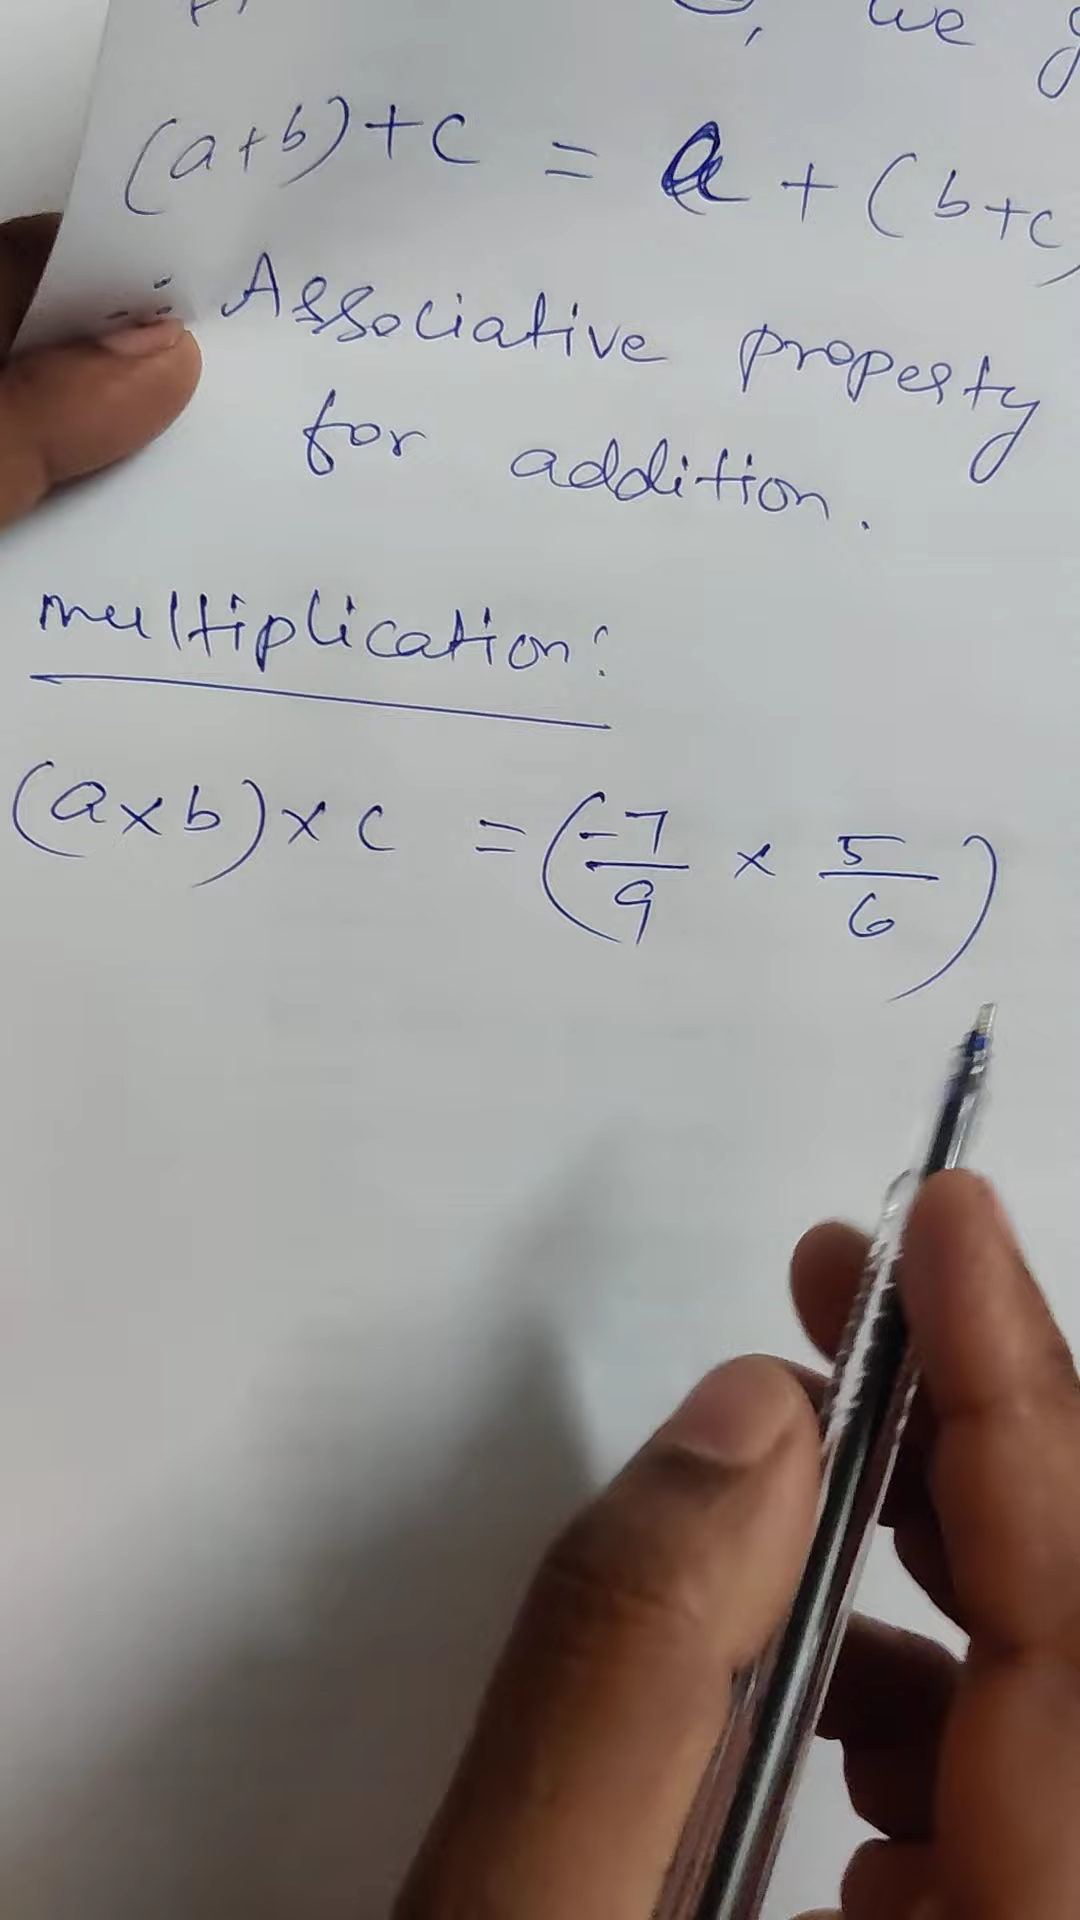 , we
(a+b)+c = a + (b+c)
∴ Associative property
for addition.
multiplication:
(a×b)×c = (-7/9 × 5/6)